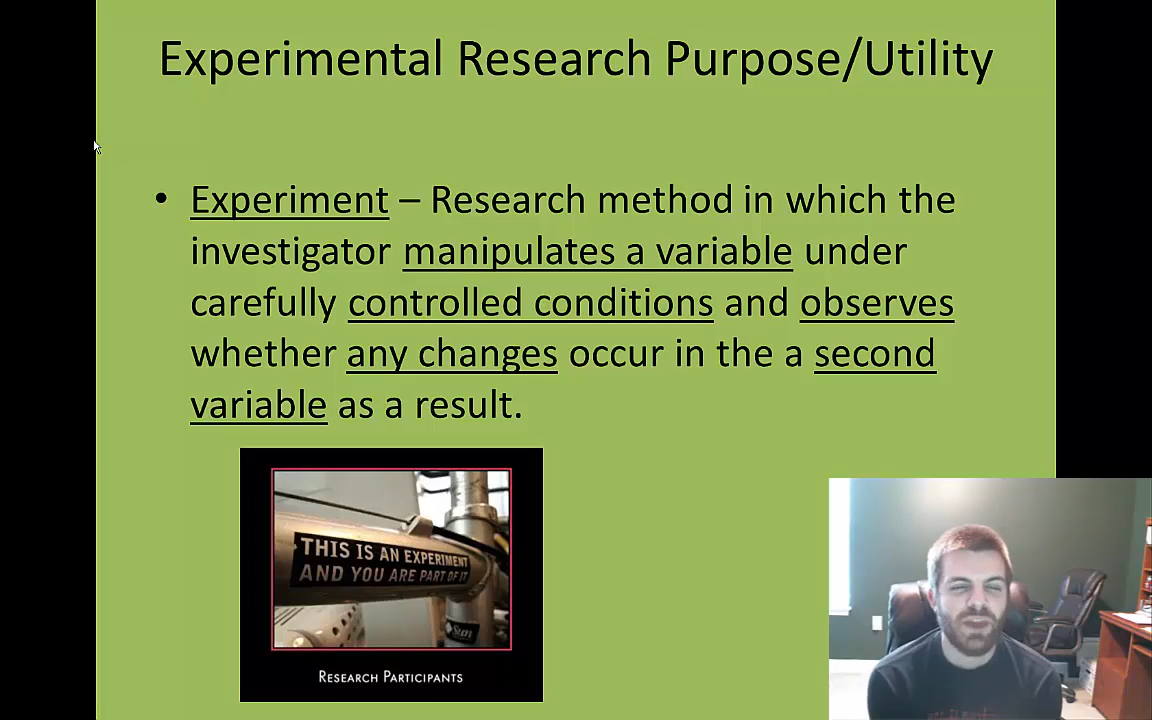 Experimental Research Purpose/Utility
• Experiment – Research method in which the
investigator manipulates a variable under
carefully controlled conditions and observes
whether any changes occur in the a second
variable as a result.
THIS IS AN EXPERIMENT
AND YOU ARE PART OF IT
Sun
RESEARCH PARTICIPANTS